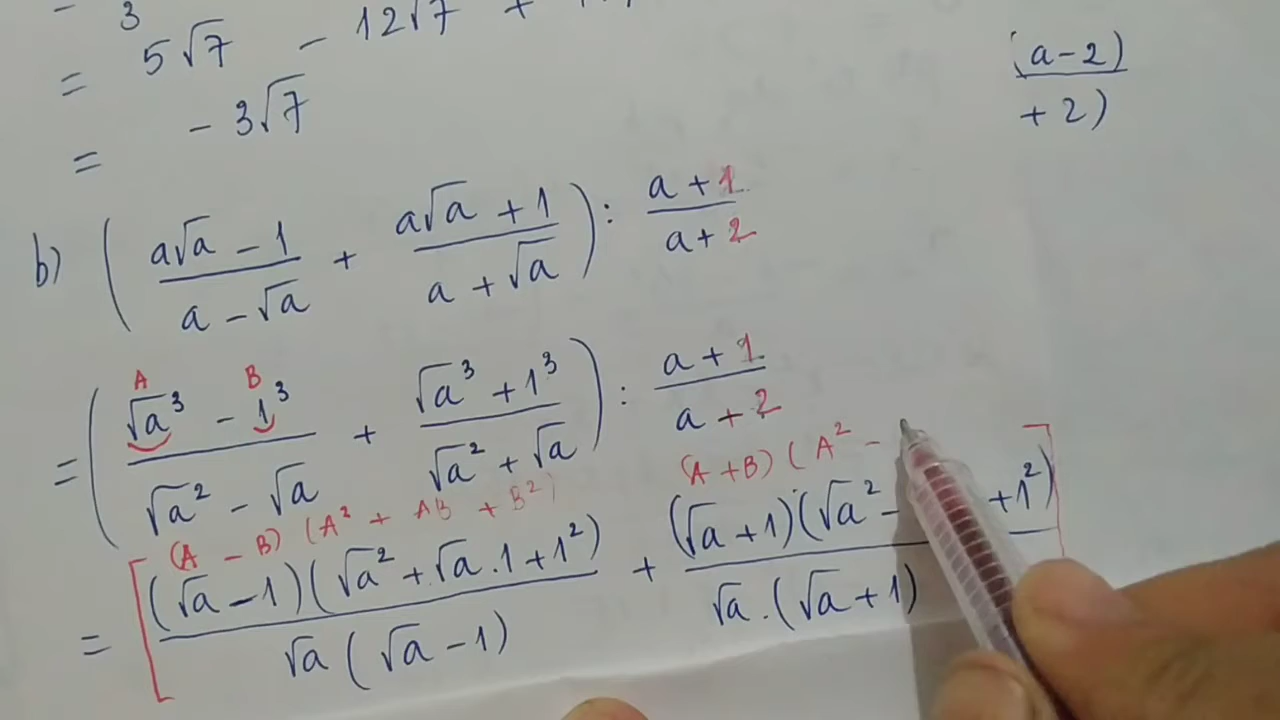 3
= 5√7 - 12√7 +
(a-2)
+ 2)
= - 3√7
b) ( (a√a - 1)/(a - √a) + (a√a + 1)/(a + √a) ) : (a + 1)/(a + 2)
A B
= ( (√a³ - 1³)/(√a² - √a) + (√a³ + 1³)/(√a² + √a) ) : (a + 1)/(a + 2)
(A - B) (A² + AB + B²) (A + B) (A² -
= [ (√a - 1)(√a² + √a . 1 + 1²)/(√a (√a - 1)) + (√a + 1)(√a² - + 1²)/(√a . (√a + 1)) ]